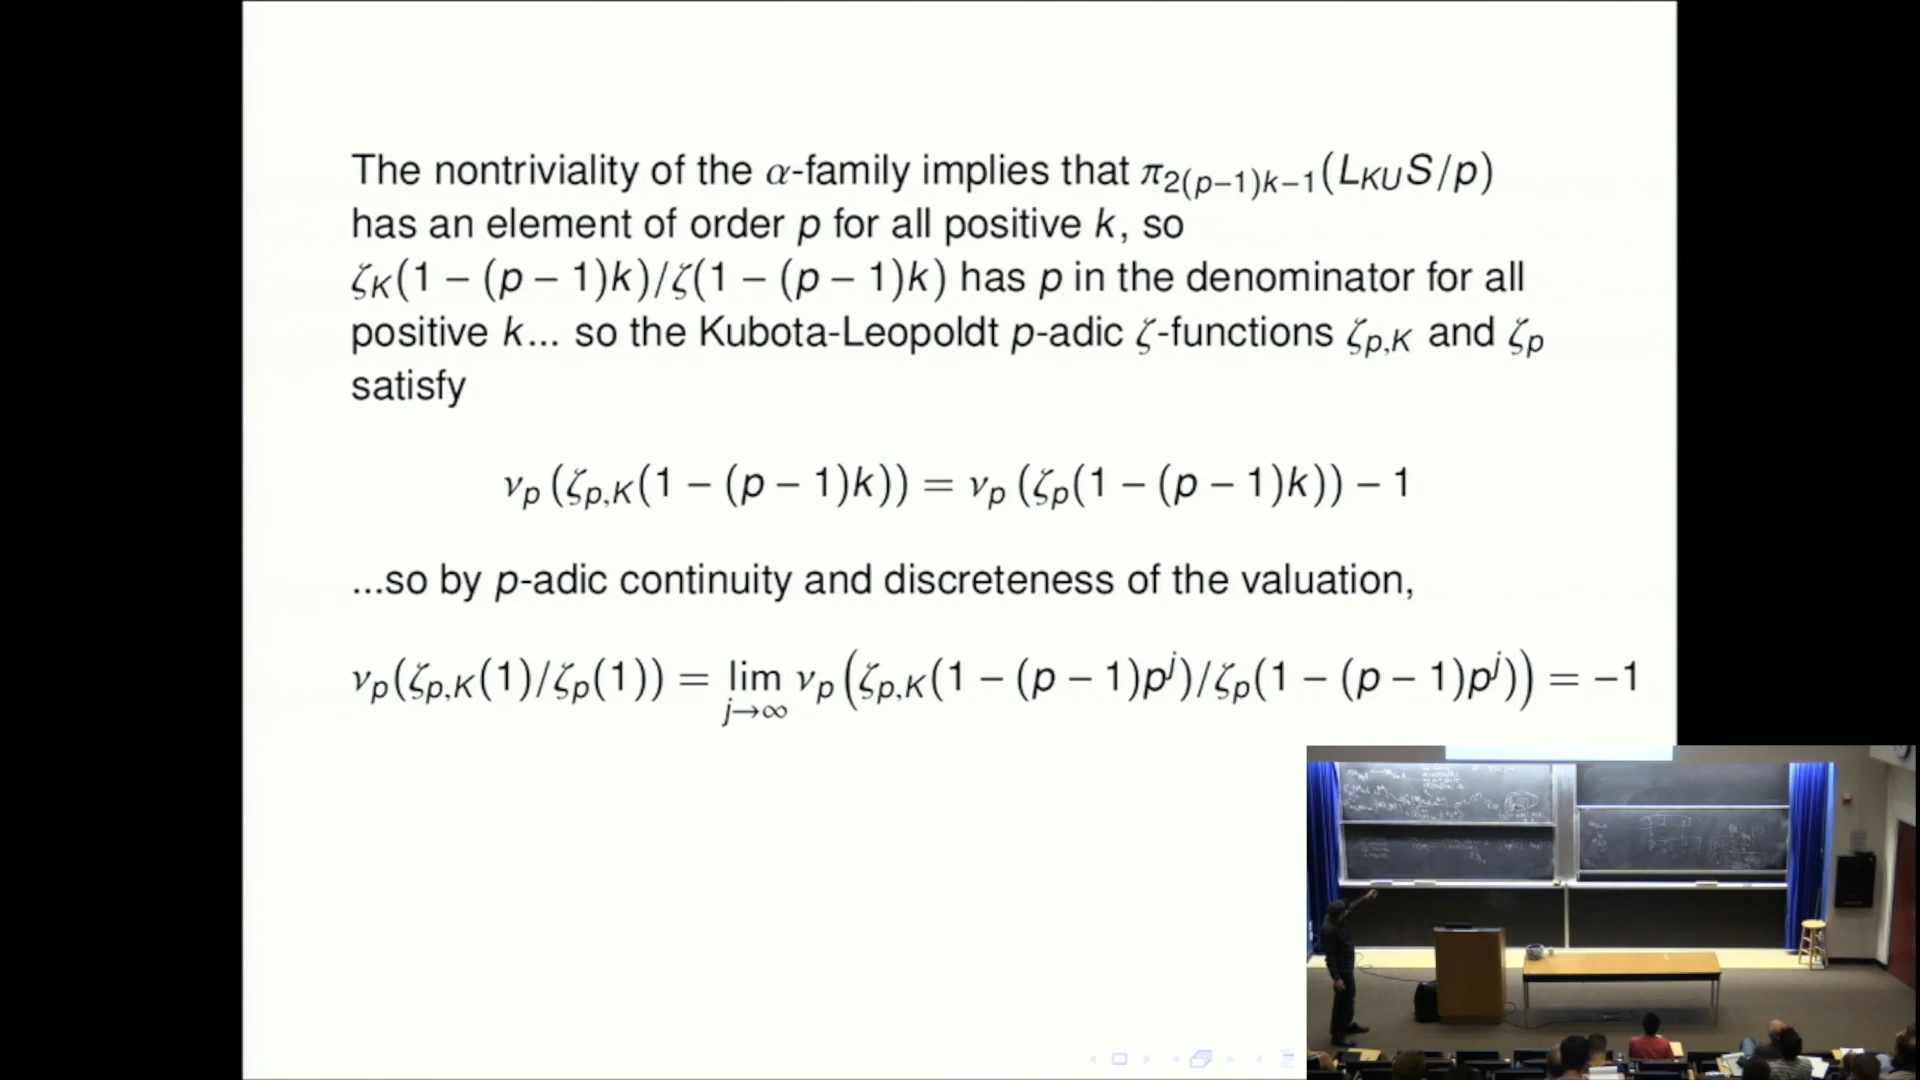 The nontriviality of the α-family implies that π₂₍ₚ₋₁₎ₖ₋₁(L_{KU}S/p)
has an element of order p for all positive k, so
ζ_K(1 − (p − 1)k)/ζ(1 − (p − 1)k) has p in the denominator for all
positive k... so the Kubota-Leopoldt p-adic ζ-functions ζ_{p,K} and ζ_p
satisfy
ν_p (ζ_{p,K}(1 − (p − 1)k)) = ν_p (ζ_p(1 − (p − 1)k)) − 1
...so by p-adic continuity and discreteness of the valuation,
ν_p(ζ_{p,K}(1)/ζ_p(1)) = lim_{j→∞} ν_p(ζ_{p,K}(1 − (p − 1)p^j)/ζ_p(1 − (p − 1)p^j)) = −1